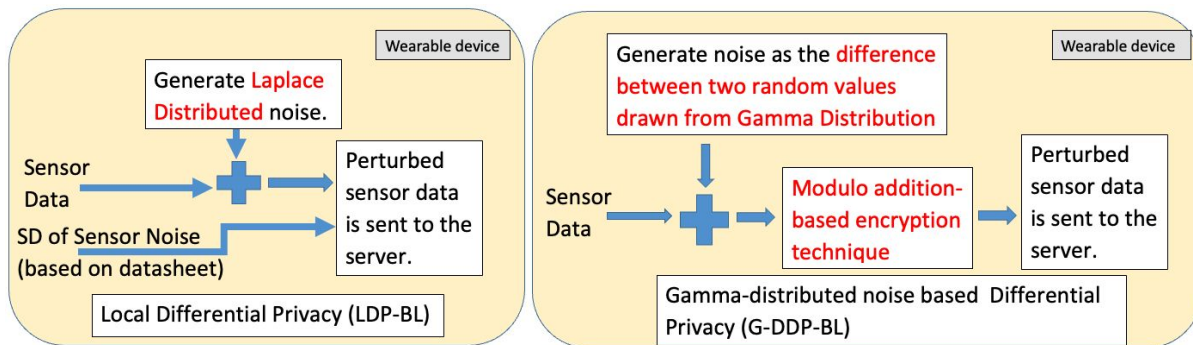 Wearable device
Generate Laplace
Distributed noise.
Sensor
Data
SD of Sensor Noise
(based on datasheet)
Perturbed
sensor data
is sent to the
server.
Local Differential Privacy (LDP-BL)
Wearable device
Generate noise as the difference
between two random values
drawn from Gamma Distribution
Sensor
Data
Modulo addition-
based encryption
technique
Perturbed
sensor data
is sent to the
server.
Gamma-distributed noise based Differential
Privacy (G-DDP-BL)